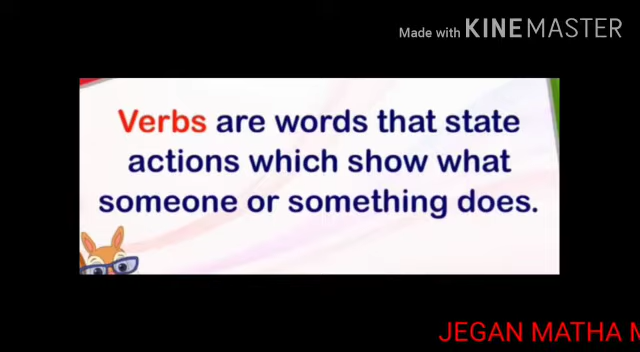 Made with KINEMASTER
Verbs are words that state
actions which show what
someone or something does.
JEGAN MATHA